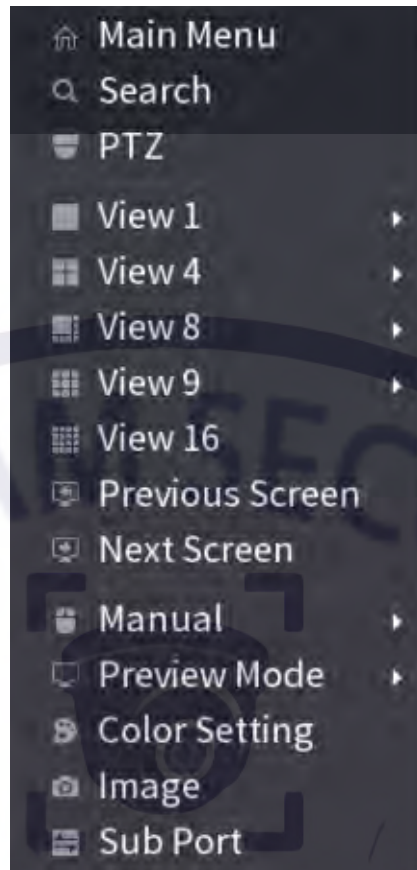 Main Menu
Search
PTZ
View 1
View 4
View 8
View 9
View 16
Previous Screen
Next Screen
Manual
Preview Mode
Color Setting
Image
Sub Port